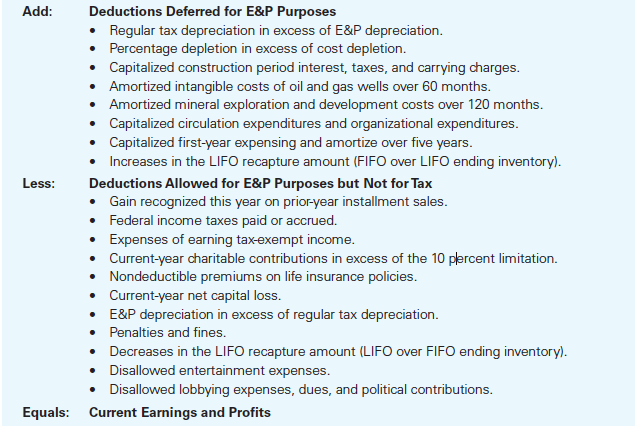 Add: Deductions Deferred for E&P Purposes
• Regular tax depreciation in excess of E&P depreciation.
• Percentage depletion in excess of cost depletion.
• Capitalized construction period interest, taxes, and carrying charges.
• Amortized intangible costs of oil and gas wells over 60 months.
• Amortized mineral exploration and development costs over 120 months.
• Capitalized circulation expenditures and organizational expenditures.
• Capitalized first-year expensing and amortize over five years.
• Increases in the LIFO recapture amount (FIFO over LIFO ending inventory).
Less: Deductions Allowed for E&P Purposes but Not for Tax
• Gain recognized this year on prior-year installment sales.
• Federal income taxes paid or accrued.
• Expenses of earning tax-exempt income.
• Current-year charitable contributions in excess of the 10 percent limitation.
• Nondeductible premiums on life insurance policies.
• Current-year net capital loss.
• E&P depreciation in excess of regular tax depreciation.
• Penalties and fines.
• Decreases in the LIFO recapture amount (LIFO over FIFO ending inventory).
• Disallowed entertainment expenses.
• Disallowed lobbying expenses, dues, and political contributions.
Equals: Current Earnings and Profits